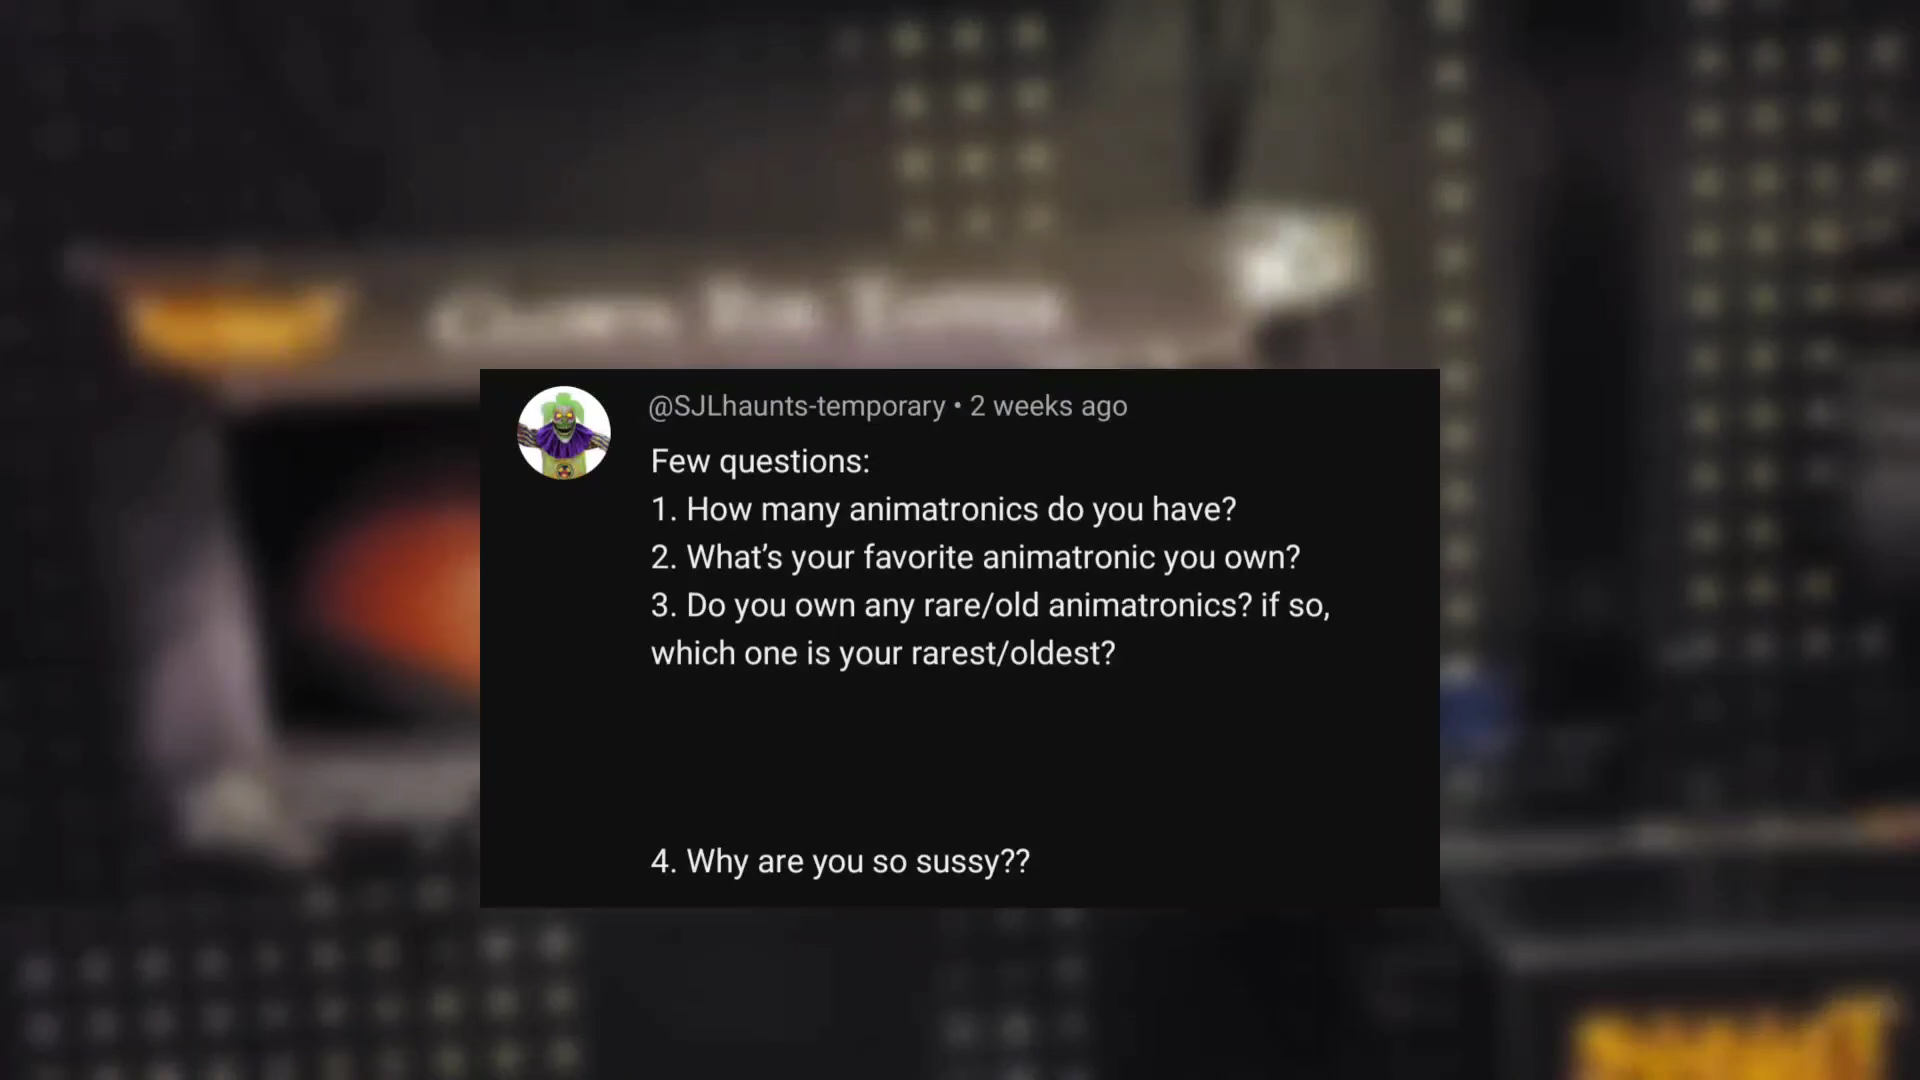 @SJLhaunts-temporary • 2 weeks ago
Few questions:
1. How many animatronics do you have?
2. What’s your favorite animatronic you own?
3. Do you own any rare/old animatronics? if so,
which one is your rarest/oldest?
4. Why are you so sussy??